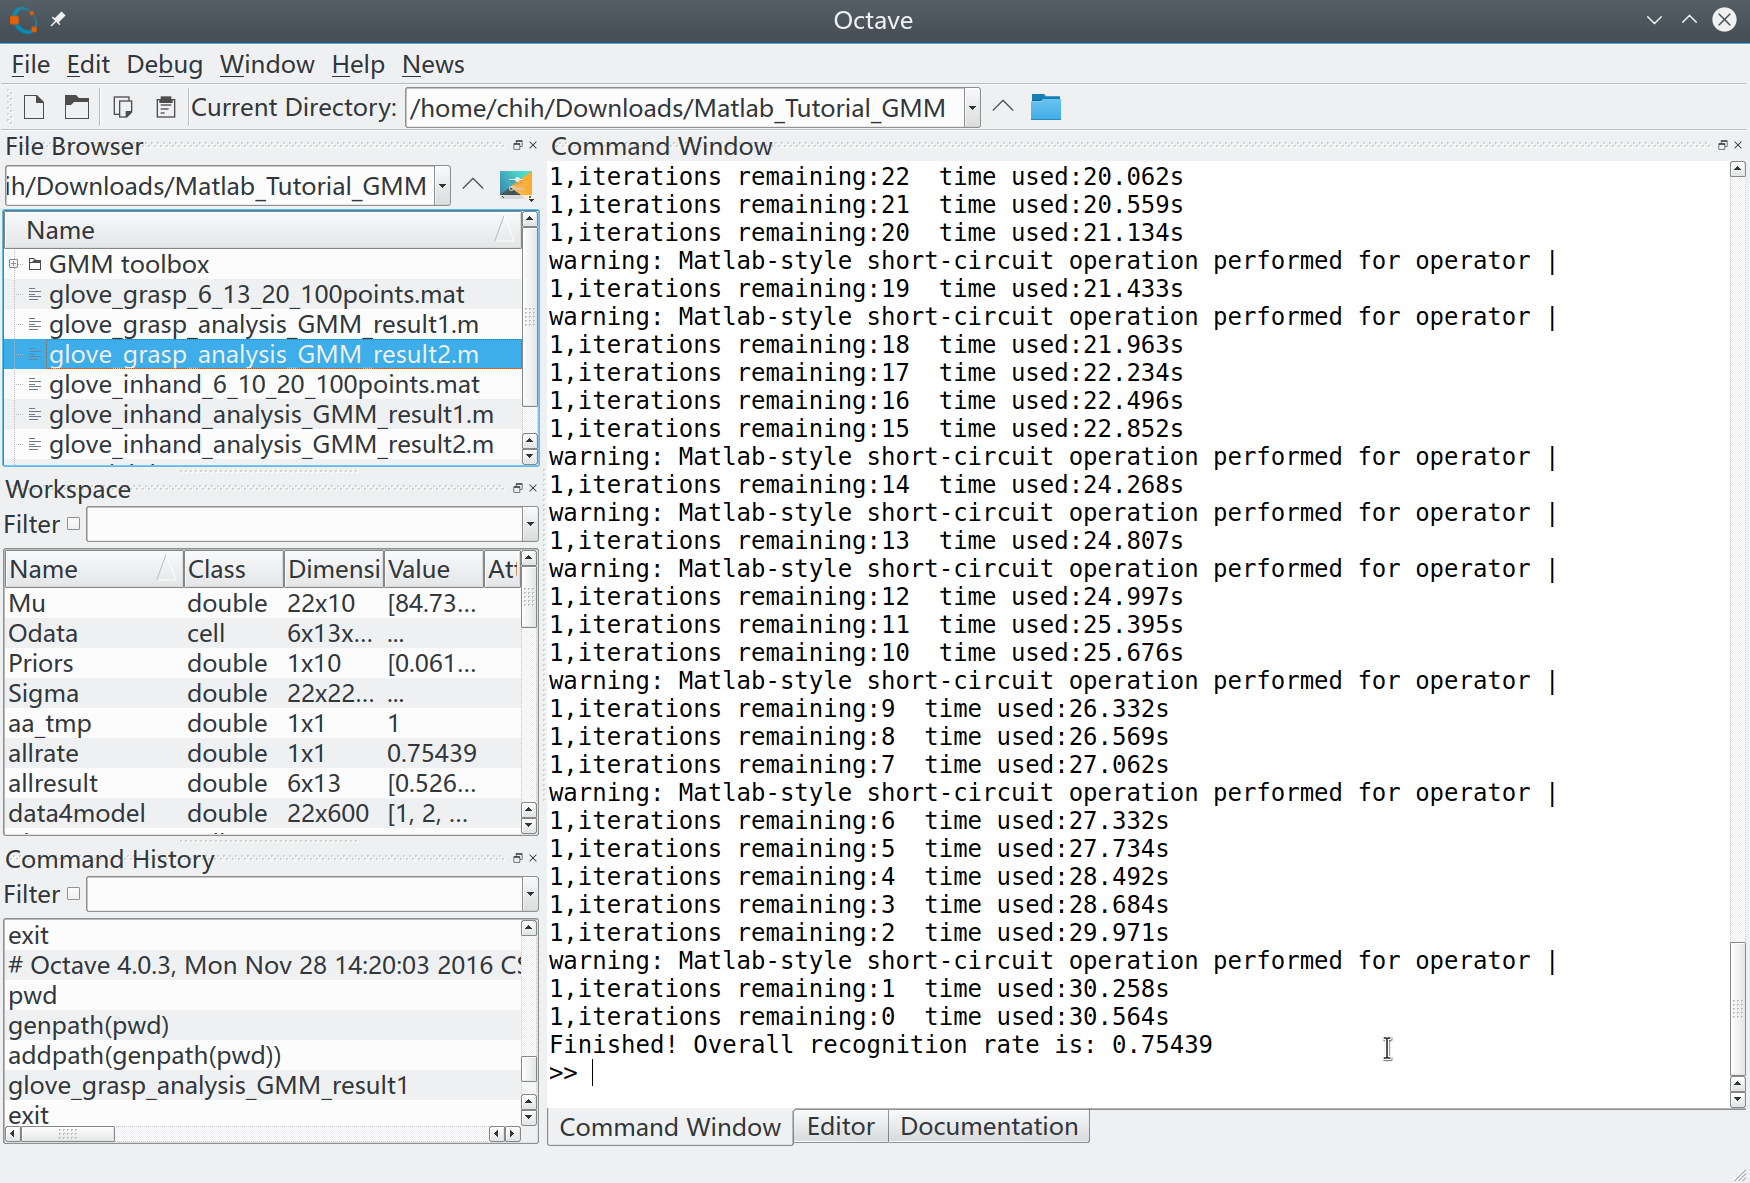 Octave
File Edit Debug Window Help News
Current Directory: /home/chih/Downloads/Matlab_Tutorial_GMM
File Browser
ih/Downloads/Matlab_Tutorial_GMM
Name
GMM toolbox
glove_grasp_6_13_20_100points.mat
glove_grasp_analysis_GMM_result1.m
glove_grasp_analysis_GMM_result2.m
glove_inhand_6_10_20_100points.mat
glove_inhand_analysis_GMM_result1.m
glove_inhand_analysis_GMM_result2.m
Workspace
Filter
Name Class Dimensi Value Att
Mu double 22x10 [84.73...
Odata cell 6x13x... ...
Priors double 1x10 [0.061...
Sigma double 22x22... ...
aa_tmp double 1x1 1
allrate double 1x1 0.75439
allresult double 6x13 [0.526...
data4model double 22x600 [1, 2, ...
Command History
Filter
exit
# Octave 4.0.3, Mon Nov 28 14:20:03 2016 CS
pwd
genpath(pwd)
addpath(genpath(pwd))
glove_grasp_analysis_GMM_result1
exit
Command Window
1,iterations remaining:22  time used:20.062s
1,iterations remaining:21  time used:20.559s
1,iterations remaining:20  time used:21.134s
warning: Matlab-style short-circuit operation performed for operator |
1,iterations remaining:19  time used:21.433s
warning: Matlab-style short-circuit operation performed for operator |
1,iterations remaining:18  time used:21.963s
1,iterations remaining:17  time used:22.234s
1,iterations remaining:16  time used:22.496s
1,iterations remaining:15  time used:22.852s
warning: Matlab-style short-circuit operation performed for operator |
1,iterations remaining:14  time used:24.268s
warning: Matlab-style short-circuit operation performed for operator |
1,iterations remaining:13  time used:24.807s
warning: Matlab-style short-circuit operation performed for operator |
1,iterations remaining:12  time used:24.997s
1,iterations remaining:11  time used:25.395s
1,iterations remaining:10  time used:25.676s
warning: Matlab-style short-circuit operation performed for operator |
1,iterations remaining:9  time used:26.332s
1,iterations remaining:8  time used:26.569s
1,iterations remaining:7  time used:27.062s
warning: Matlab-style short-circuit operation performed for operator |
1,iterations remaining:6  time used:27.332s
1,iterations remaining:5  time used:27.734s
1,iterations remaining:4  time used:28.492s
1,iterations remaining:3  time used:28.684s
1,iterations remaining:2  time used:29.971s
warning: Matlab-style short-circuit operation performed for operator |
1,iterations remaining:1  time used:30.258s
1,iterations remaining:0  time used:30.564s
Finished! Overall recognition rate is: 0.75439
>>
Command Window Editor Documentation